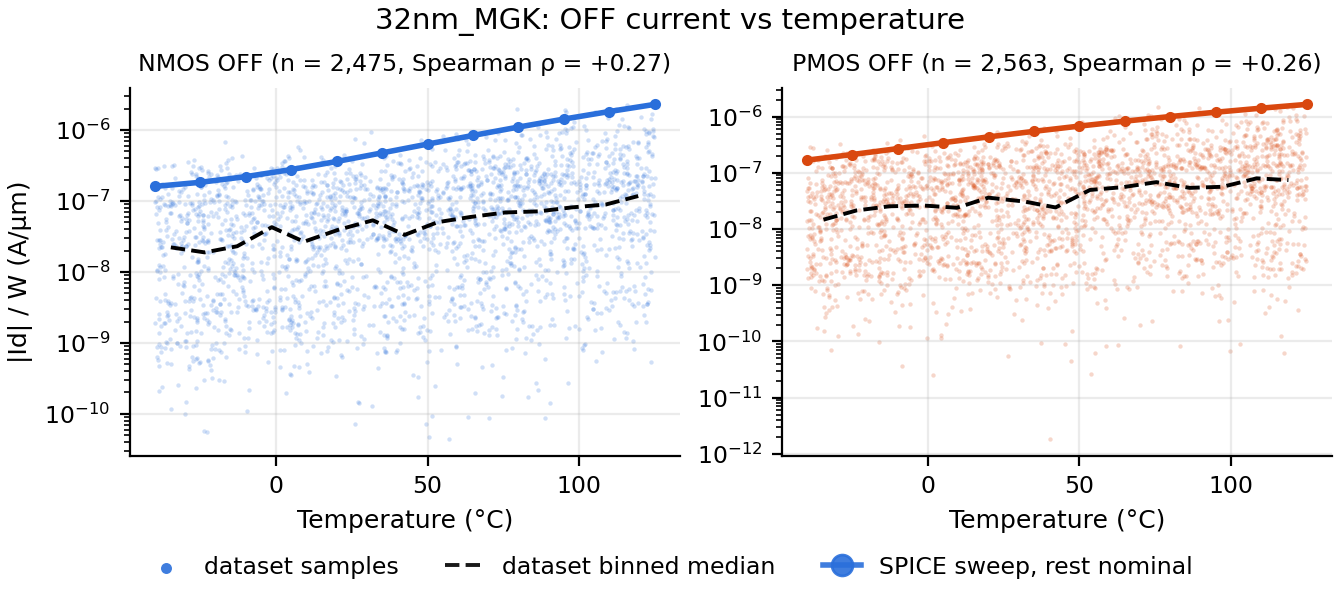 32nm_MGK: OFF current vs temperature
NMOS OFF (n = 2,475, Spearman ρ = +0.27)
PMOS OFF (n = 2,563, Spearman ρ = +0.26)
|Id| / W (A/μm)
10⁻⁶
10⁻⁷
10⁻⁸
10⁻⁹
10⁻¹⁰
0
50
100
Temperature (°C)
10⁻⁶
10⁻⁷
10⁻⁸
10⁻⁹
10⁻¹⁰
10⁻¹¹
10⁻¹²
0
50
100
Temperature (°C)
dataset samples
dataset binned median
SPICE sweep, rest nominal